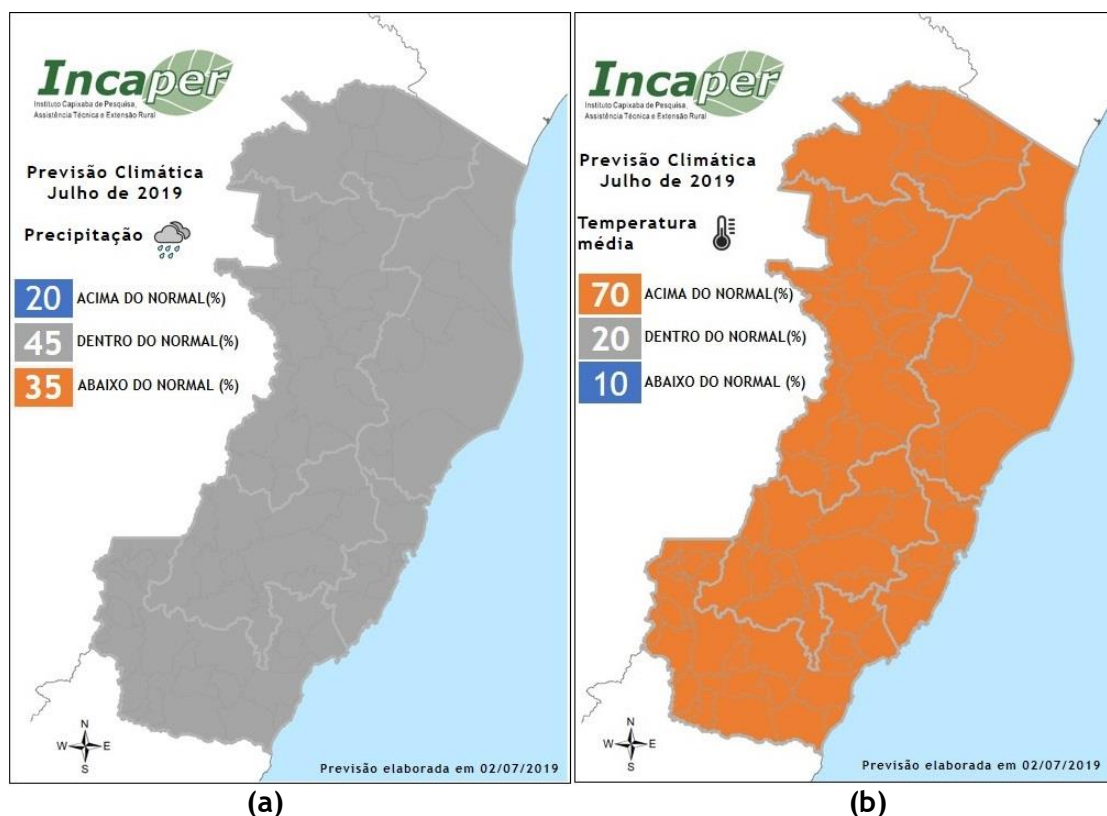 Incaper
Instituto Capixaba de Pesquisa,
Assistência Técnica e Extensão Rural
Previsão Climática
Julho de 2019
Precipitação
20 ACIMA DO NORMAL(%)
45 DENTRO DO NORMAL(%)
35 ABAIXO DO NORMAL (%)
N
W E
S
Previsão elaborada em 02/07/2019
(a)
Incaper
Instituto Capixaba de Pesquisa,
Assistência Técnica e Extensão Rural
Previsão Climática
Julho de 2019
Temperatura
média
70 ACIMA DO NORMAL(%)
20 DENTRO DO NORMAL(%)
10 ABAIXO DO NORMAL (%)
N
W E
S
Previsão elaborada em 02/07/2019
(b)